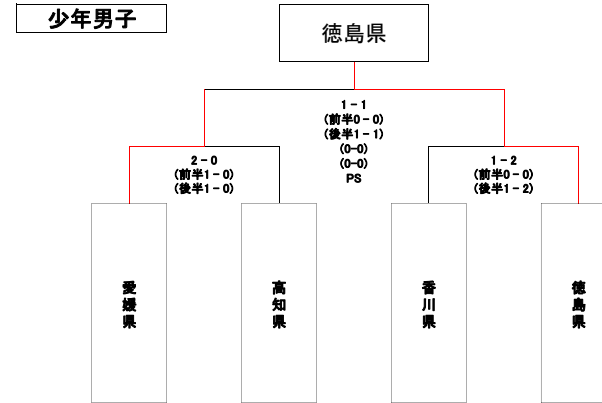 少年男子
徳島県
1－1
(前半0－0)
(後半1－1)
(0-0)
(0-0)
PS
2－0
(前半1－0)
(後半1－0)
1－2
(前半0－0)
(後半1－2)
愛媛県
高知県
香川県
徳島県